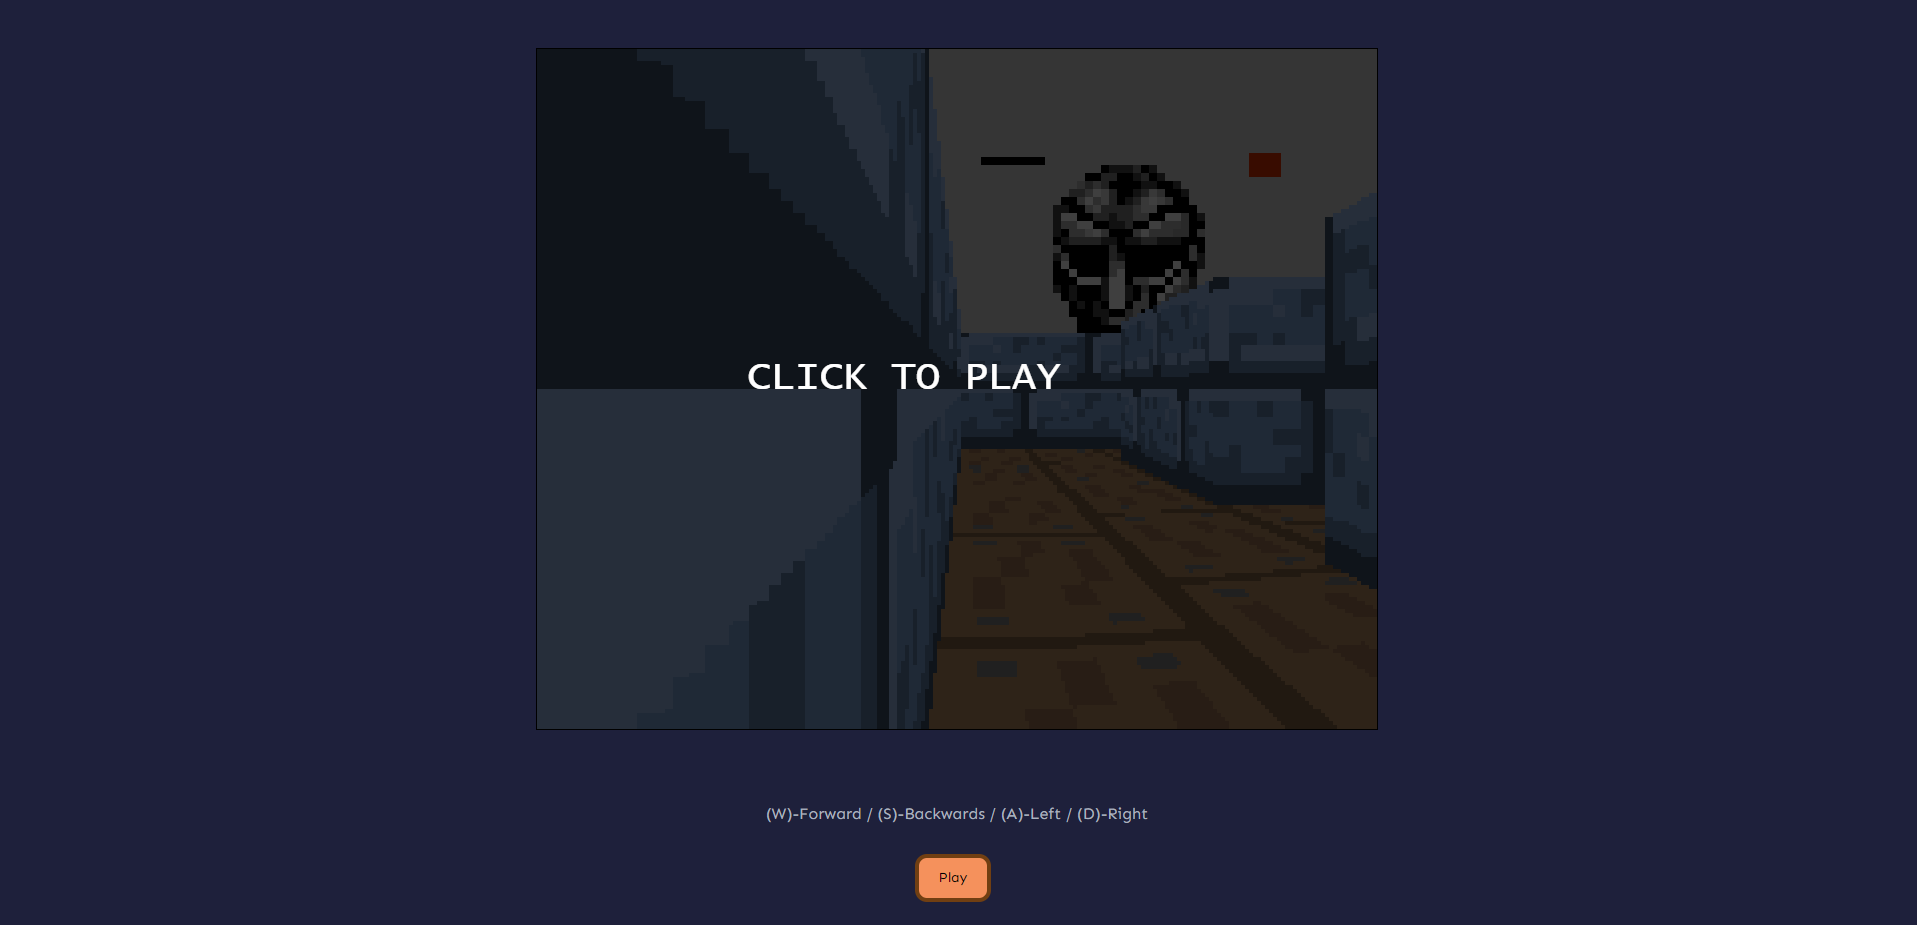 CLICK TO PLAY
(W)-Forward / (S)-Backwards / (A)-Left / (D)-Right
Play